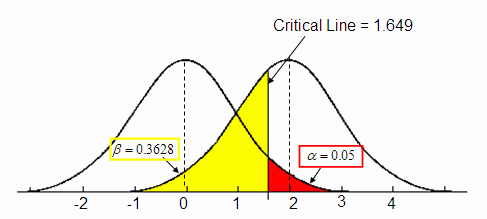 Critical Line = 1.649
β = 0.3628
α = 0.05
-2 -1 0 1 2 3 4